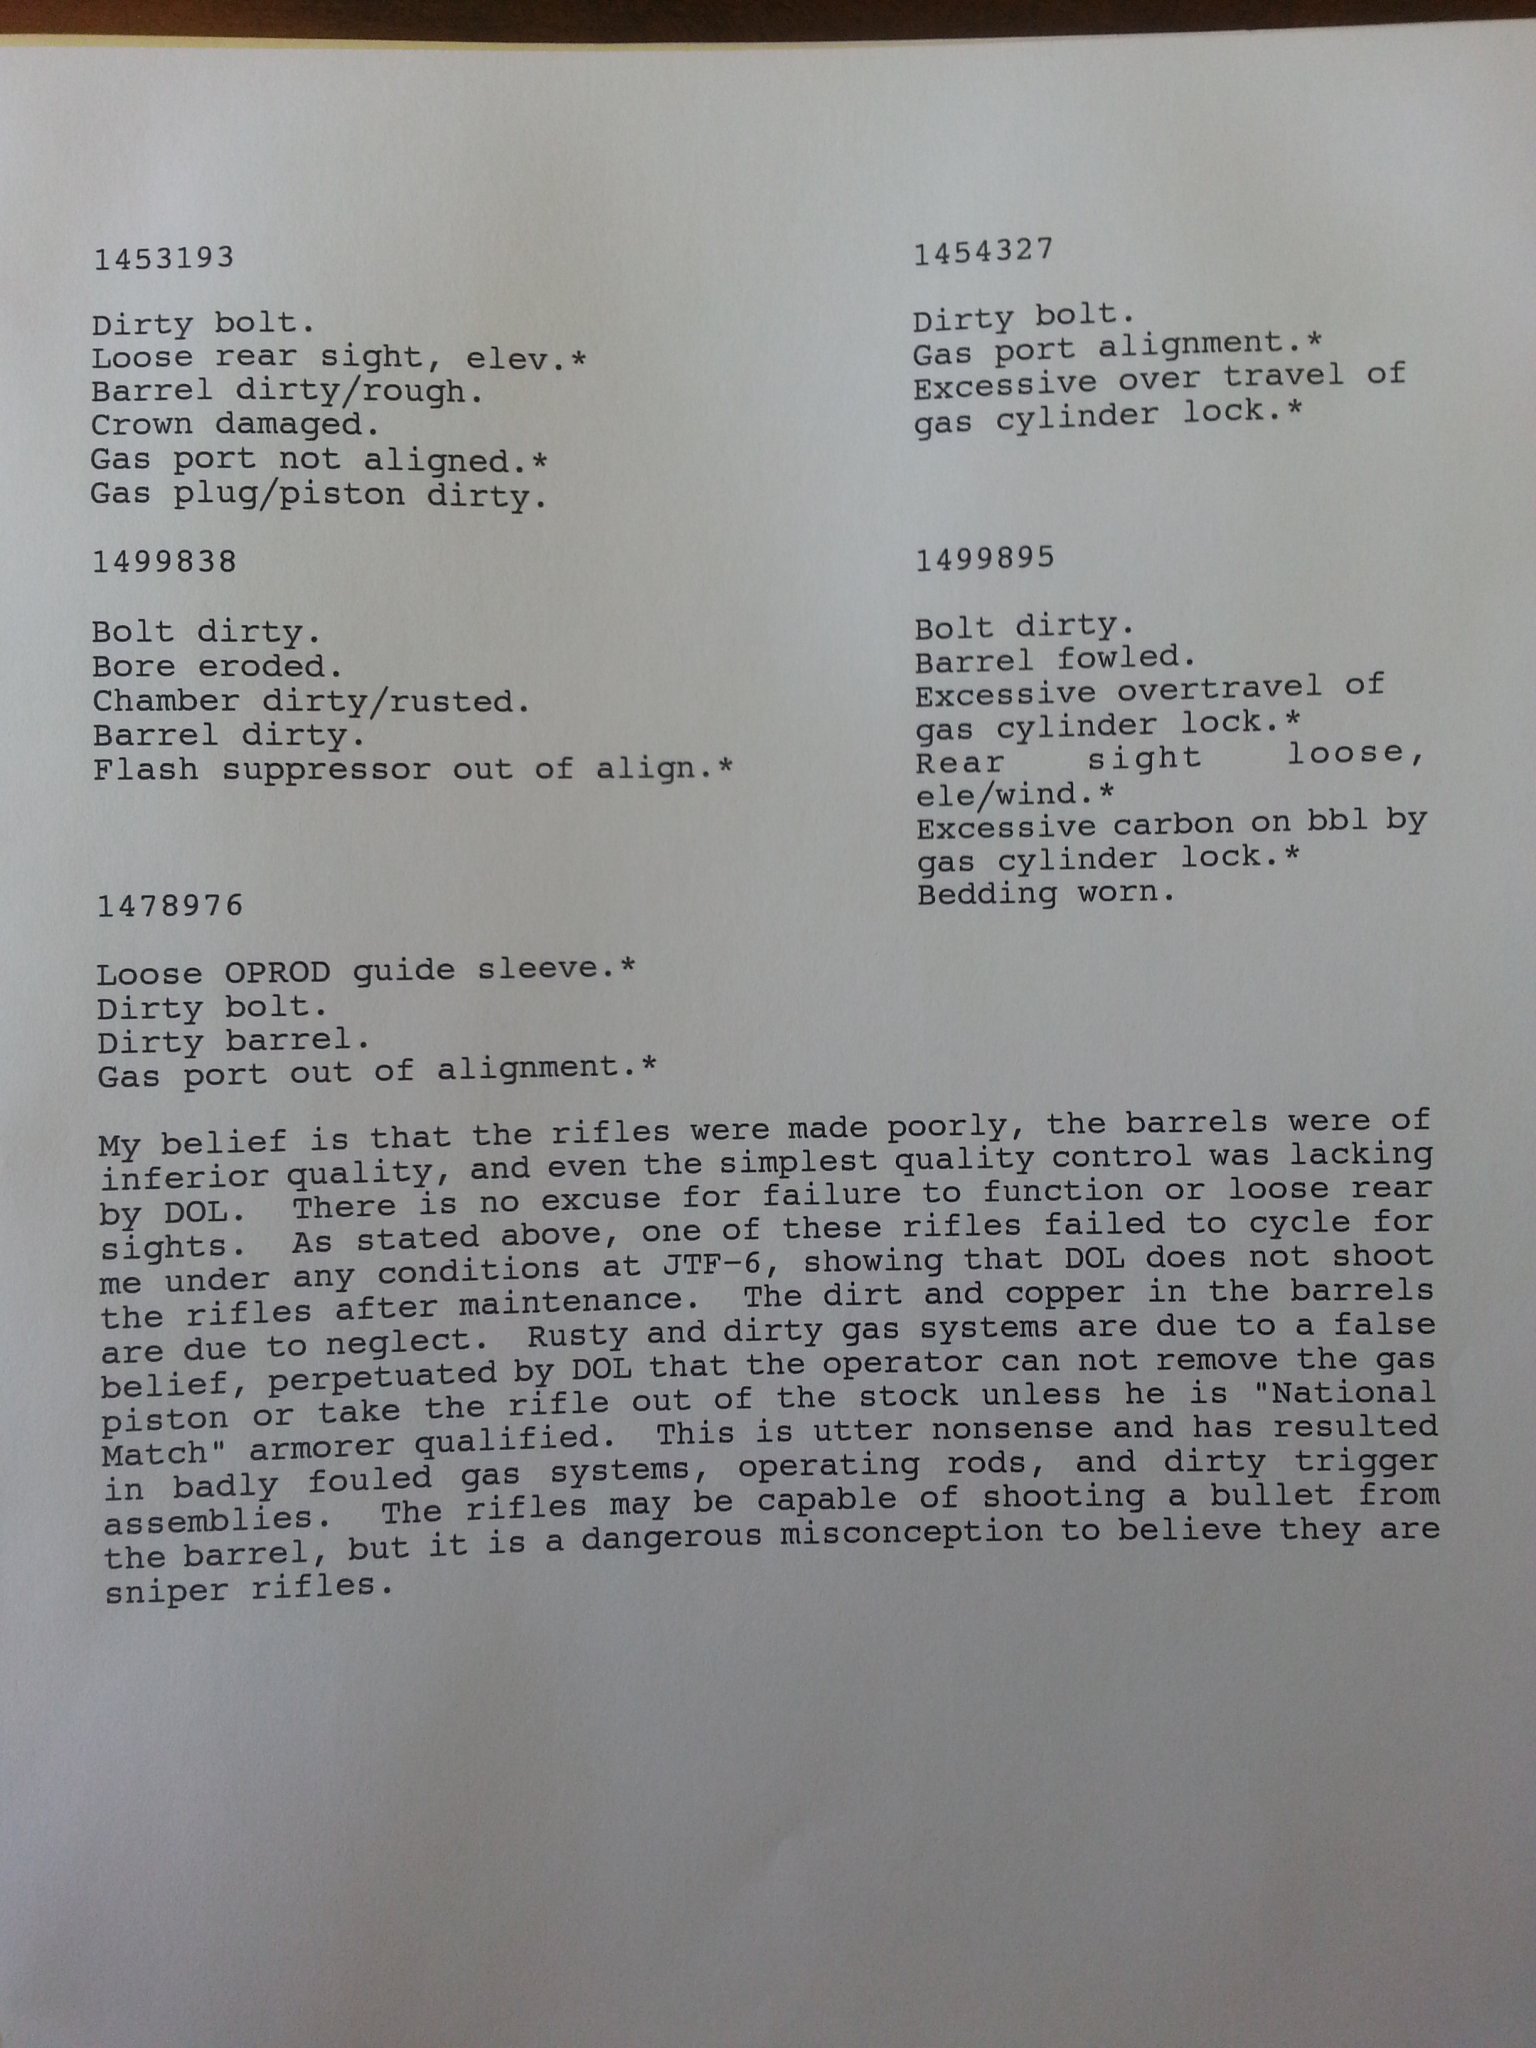 1453193
Dirty bolt.
Loose rear sight, elev.*
Barrel dirty/rough.
Crown damaged.
Gas port not aligned.*
Gas plug/piston dirty.
1454327
Dirty bolt.
Gas port alignment.*
Excessive over travel of
gas cylinder lock.*
1499838
Bolt dirty.
Bore eroded.
Chamber dirty/rusted.
Barrel dirty.
Flash suppressor out of align.*
1499895
Bolt dirty.
Barrel fowled.
Excessive overtravel of
gas cylinder lock.*
Rear sight loose,
ele/wind.*
Excessive carbon on bbl by
gas cylinder lock.*
Bedding worn.
1478976
Loose OPROD guide sleeve.*
Dirty bolt.
Dirty barrel.
Gas port out of alignment.*
My belief is that the rifles were made poorly, the barrels were of
inferior quality, and even the simplest quality control was lacking
by DOL.  There is no excuse for failure to function or loose rear
sights.  As stated above, one of these rifles failed to cycle for
me under any conditions at JTF-6, showing that DOL does not shoot
the rifles after maintenance.  The dirt and copper in the barrels
are due to neglect.  Rusty and dirty gas systems are due to a false
belief, perpetuated by DOL that the operator can not remove the gas
piston or take the rifle out of the stock unless he is "National
Match" armorer qualified.  This is utter nonsense and has resulted
in badly fouled gas systems, operating rods, and dirty trigger
assemblies.  The rifles may be capable of shooting a bullet from
the barrel, but it is a dangerous misconception to believe they are
sniper rifles.